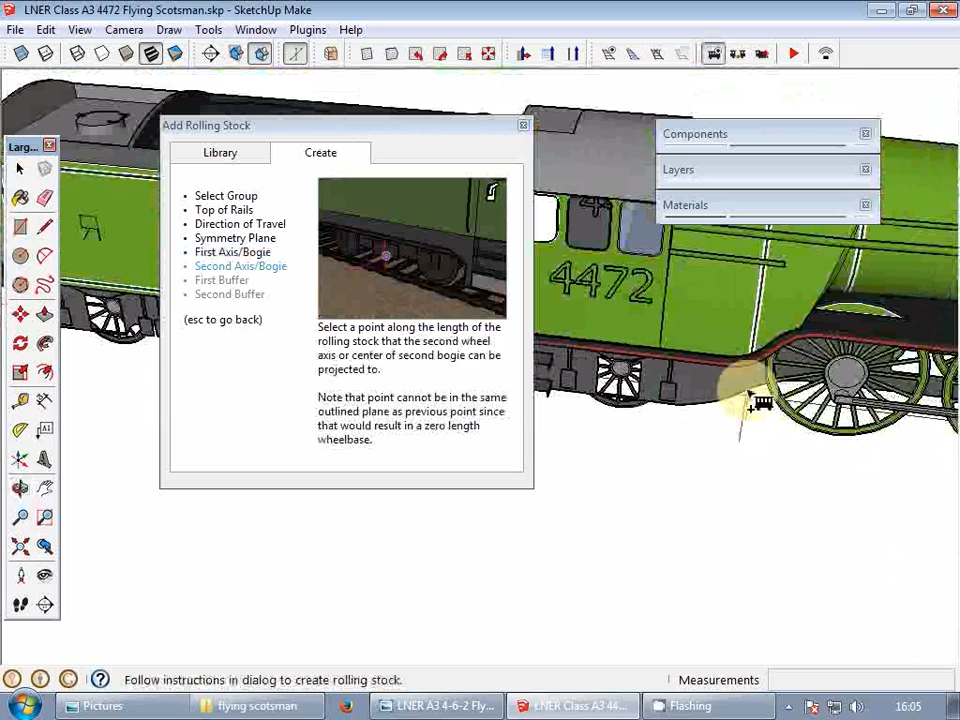 LNER Class A3 4472 Flying Scotsman.skp - SketchUp Make
File Edit View Camera Draw Tools Window Plugins Help
Larg...
Add Rolling Stock
Library Create
Select Group
Top of Rails
Direction of Travel
Symmetry Plane
First Axis/Bogie
Second Axis/Bogie
First Buffer
Second Buffer
(esc to go back)
Select a point along the length of the
rolling stock that the second wheel
axis or center of second bogie can be
projected to.
Note that point cannot be in the same
outlined plane as previous point since
that would result in a zero length
wheelbase.
Components
Layers
Materials
4472
Follow instructions in dialog to create rolling stock.
Measurements
Pictures flying scotsman LNER A3 4-6-2 Fly... LNER Class A3 44... Flashing 16:05